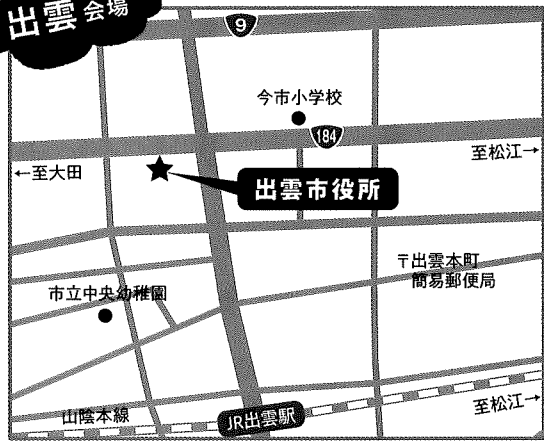 出雲会場
9
今市小学校
184
至松江→
←至大田
出雲市役所
〒出雲本町
簡易郵便局
市立中央幼稚園
山陰本線
JR出雲駅
至松江→